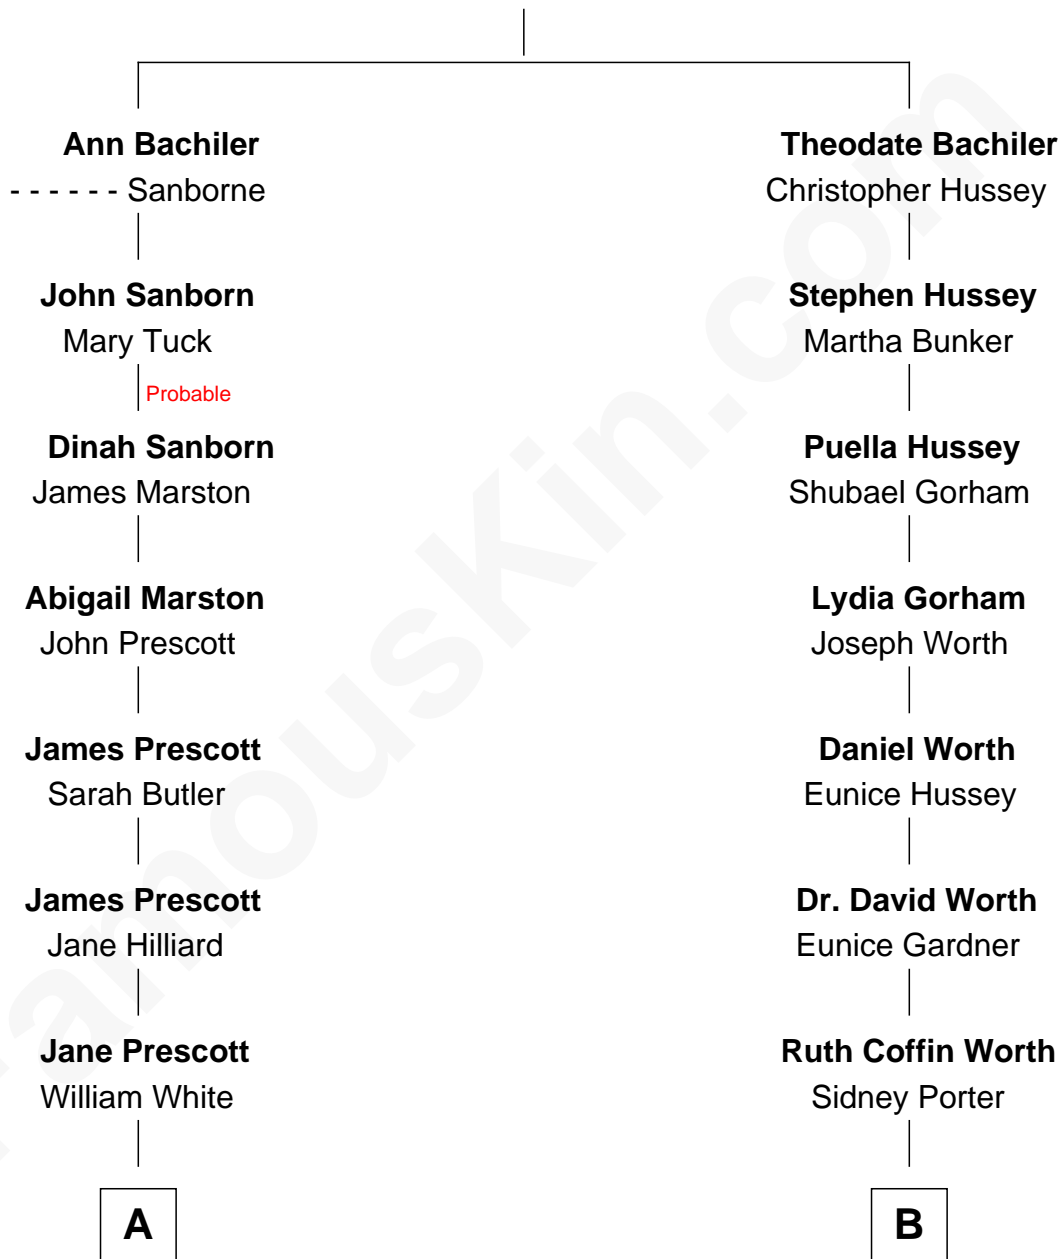 Ann Bachiler
- - - - - - Sanborne
John Sanborn
Mary Tuck
Probable
Dinah Sanborn
James Marston
Abigail Marston
John Prescott
James Prescott
Sarah Butler
James Prescott
Jane Hilliard
Jane Prescott
William White
A
Theodate Bachiler
Christopher Hussey
Stephen Hussey
Martha Bunker
Puella Hussey
Shubael Gorham
Lydia Gorham
Joseph Worth
Daniel Worth
Eunice Hussey
Dr. David Worth
Eunice Gardner
Ruth Coffin Worth
Sidney Porter
B
FamousKin.com